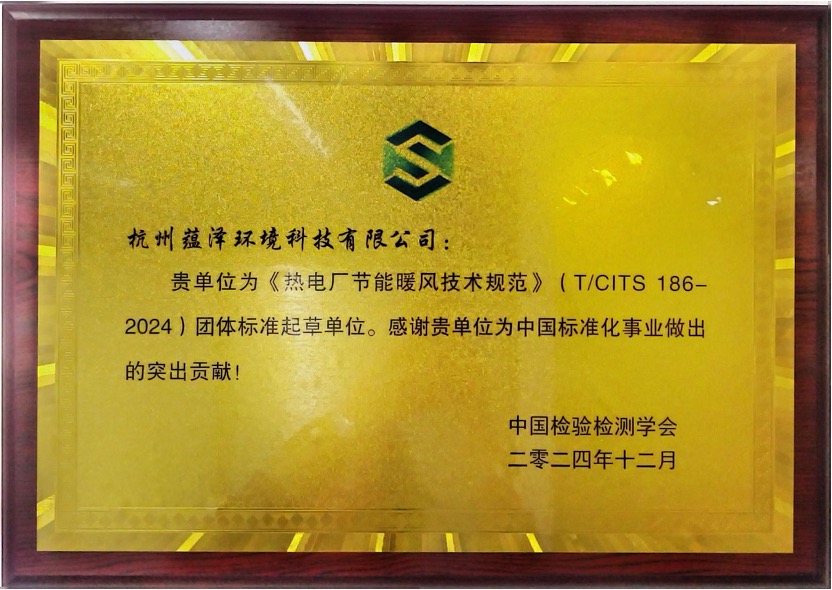 杭州蕴泽环境科技有限公司：
贵单位为《热电厂节能暖风技术规范》（T/CITS 186-
2024）团体标准起草单位。感谢贵单位为中国标准化事业做出
的突出贡献！
中国检验检测学会
二零二四年十二月